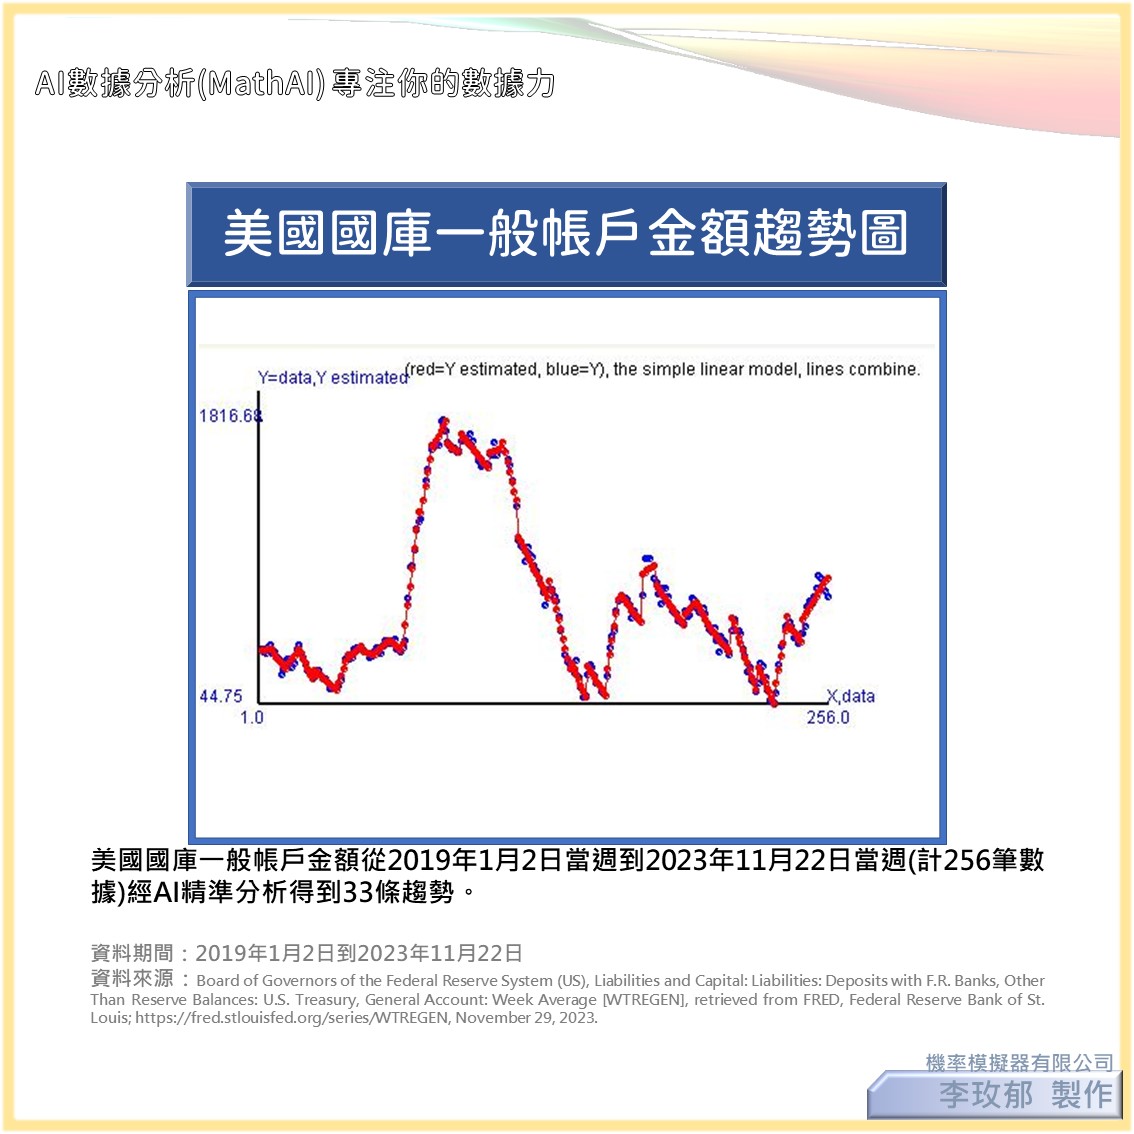 AI數據分析(MathAI) 專注你的數據力
美國國庫一般帳戶金額趨勢圖
(red=Y estimated, blue=Y), the simple linear model, lines combine.
Y=data,Y estimated
1816.68
44.75
X,data
1.0
256.0
美國國庫一般帳戶金額從2019年1月2日當週到2023年11月22日當週(計256筆數
據)經AI精準分析得到33條趨勢。
資料期間：2019年1月2日到2023年11月22日
資料來源：Board of Governors of the Federal Reserve System (US), Liabilities and Capital: Liabilities: Deposits with F.R. Banks, Other
Than Reserve Balances: U.S. Treasury, General Account: Week Average [WTREGEN], retrieved from FRED, Federal Reserve Bank of St.
Louis; https://fred.stlouisfed.org/series/WTREGEN, November 29, 2023.
機率模擬器有限公司
李玫郁 製作